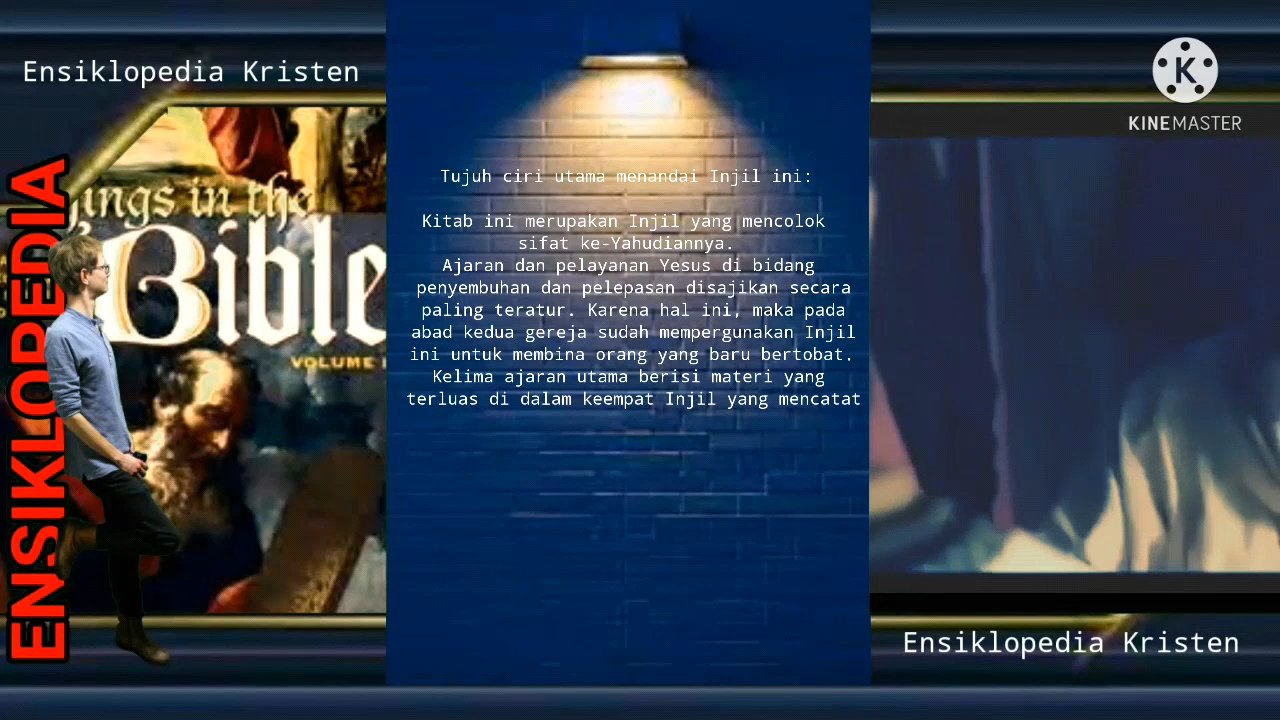 Ensiklopedia Kristen
KINEMASTER
ENSIKLOPEDIA
ings in the
Bible
VOLUME I
Tujuh ciri utama menandai Injil ini:
Kitab ini merupakan Injil yang mencolok
sifat ke-Yahudiannya.
Ajaran dan pelayanan Yesus di bidang
penyembuhan dan pelepasan disajikan secara
paling teratur. Karena hal ini, maka pada
abad kedua gereja sudah mempergunakan Injil
ini untuk membina orang yang baru bertobat.
Kelima ajaran utama berisi materi yang
terluas di dalam keempat Injil yang mencatat
Ensiklopedia Kristen